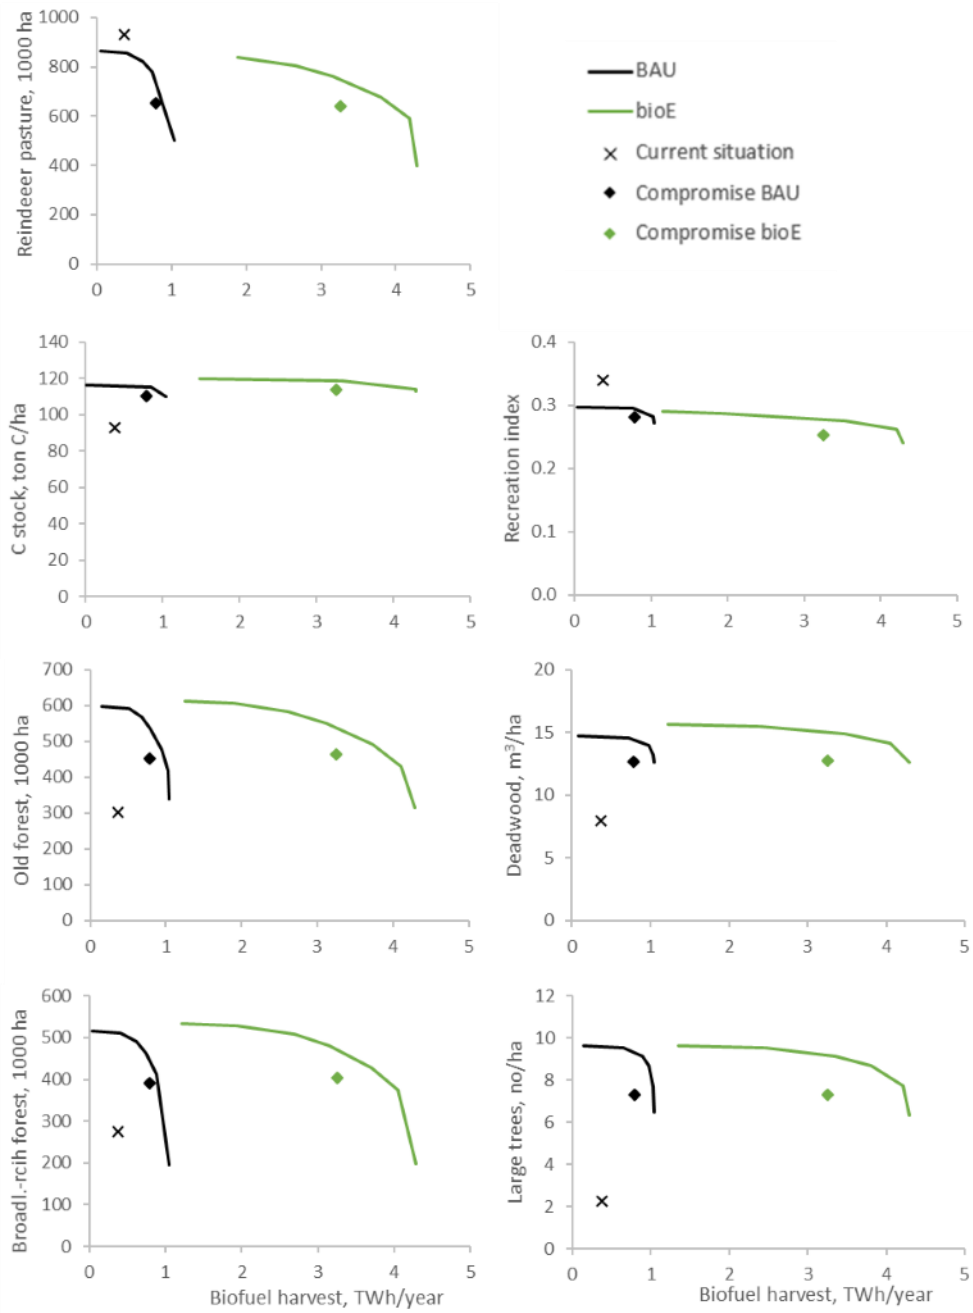 Reindeeer pasture, 1000 ha
1000
800
600
400
200
0
0 1 2 3 4 5
BAU
bioE
Current situation
Compromise BAU
Compromise bioE
C stock, ton C/ha
140
120
100
80
60
40
20
0
0 1 2 3 4 5
Recreation index
0.4
0.3
0.2
0.1
0.0
0 1 2 3 4 5
Old forest, 1000 ha
700
600
500
400
300
200
100
0
0 1 2 3 4 5
Deadwood, m³/ha
20
15
10
5
0
0 1 2 3 4 5
Broadl.-rcih forest, 1000 ha
600
500
400
300
200
100
0
0 1 2 3 4 5
Biofuel harvest, TWh/year
Large trees, no/ha
12
10
8
6
4
2
0
0 1 2 3 4 5
Biofuel harvest, TWh/year